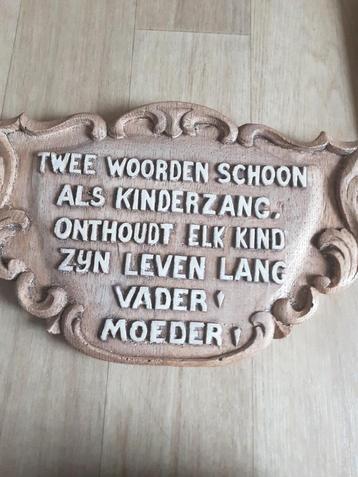 TWEE WOORDEN SCHOON
ALS KINDERZANG,
ONTHOUDT ELK KIND
ZYN LEVEN LANG
VADER!
MOEDER!